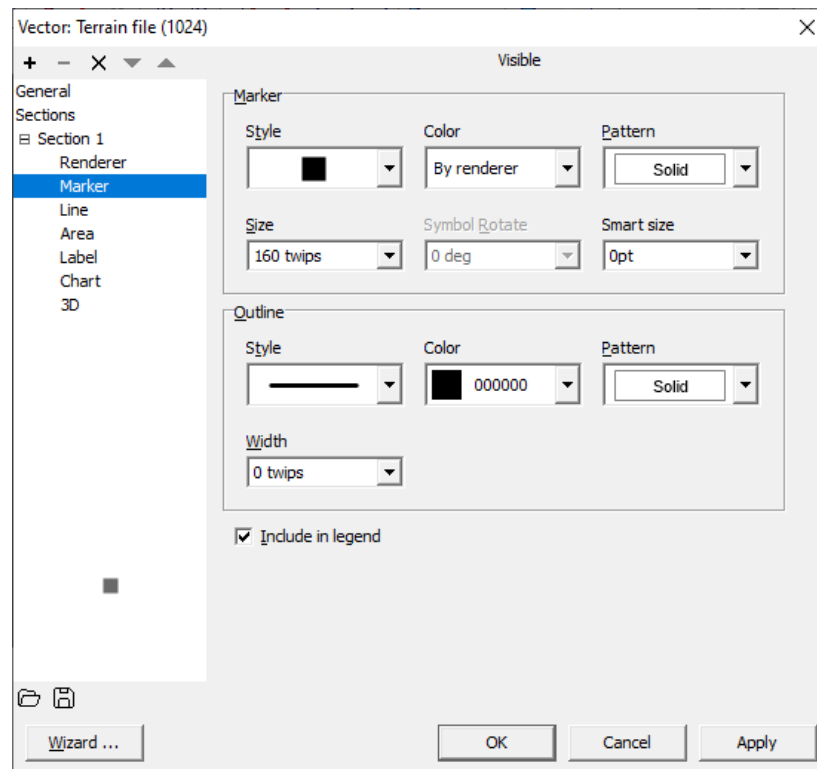 Vector: Terrain file (1024)
Visible
General
Sections
Section 1
Renderer
Marker
Line
Area
Label
Chart
3D
Marker
Style Color Pattern
By renderer Solid
Size Symbol Rotate Smart size
160 twips 0 deg 0pt
Outline
Style Color Pattern
000000 Solid
Width
0 twips
Include in legend
Wizard ... OK Cancel Apply